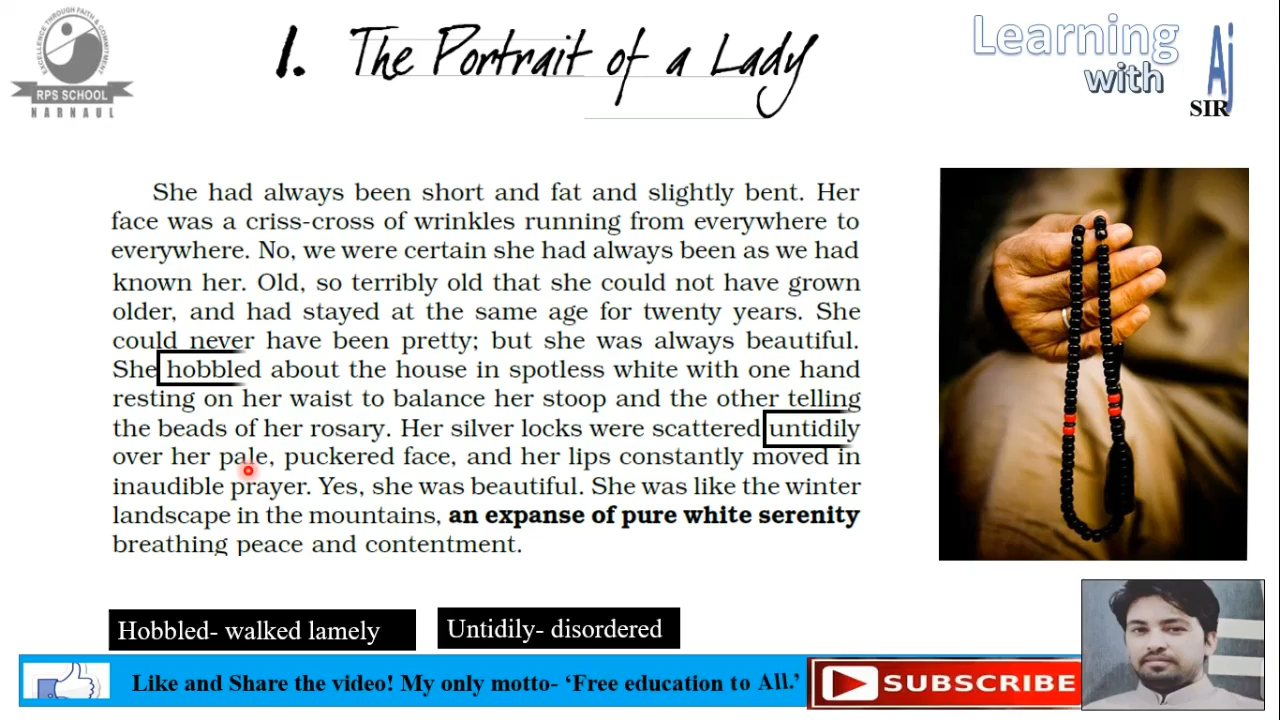 EXCELLENCE THROUGH FAITH & COMMITMENT
RPS SCHOOL
NARNAUL
1. The Portrait of a Lady
Learning
with
Aj
SIR
She had always been short and fat and slightly bent. Her
face was a criss-cross of wrinkles running from everywhere to
everywhere. No, we were certain she had always been as we had
known her. Old, so terribly old that she could not have grown
older, and had stayed at the same age for twenty years. She
could never have been pretty; but she was always beautiful.
She hobbled about the house in spotless white with one hand
resting on her waist to balance her stoop and the other telling
the beads of her rosary. Her silver locks were scattered untidily
over her pale, puckered face, and her lips constantly moved in
inaudible prayer. Yes, she was beautiful. She was like the winter
landscape in the mountains, an expanse of pure white serenity
breathing peace and contentment.
Hobbled- walked lamely
Untidily- disordered
Like and Share the video! My only motto- ‘Free education to All.’
SUBSCRIBE